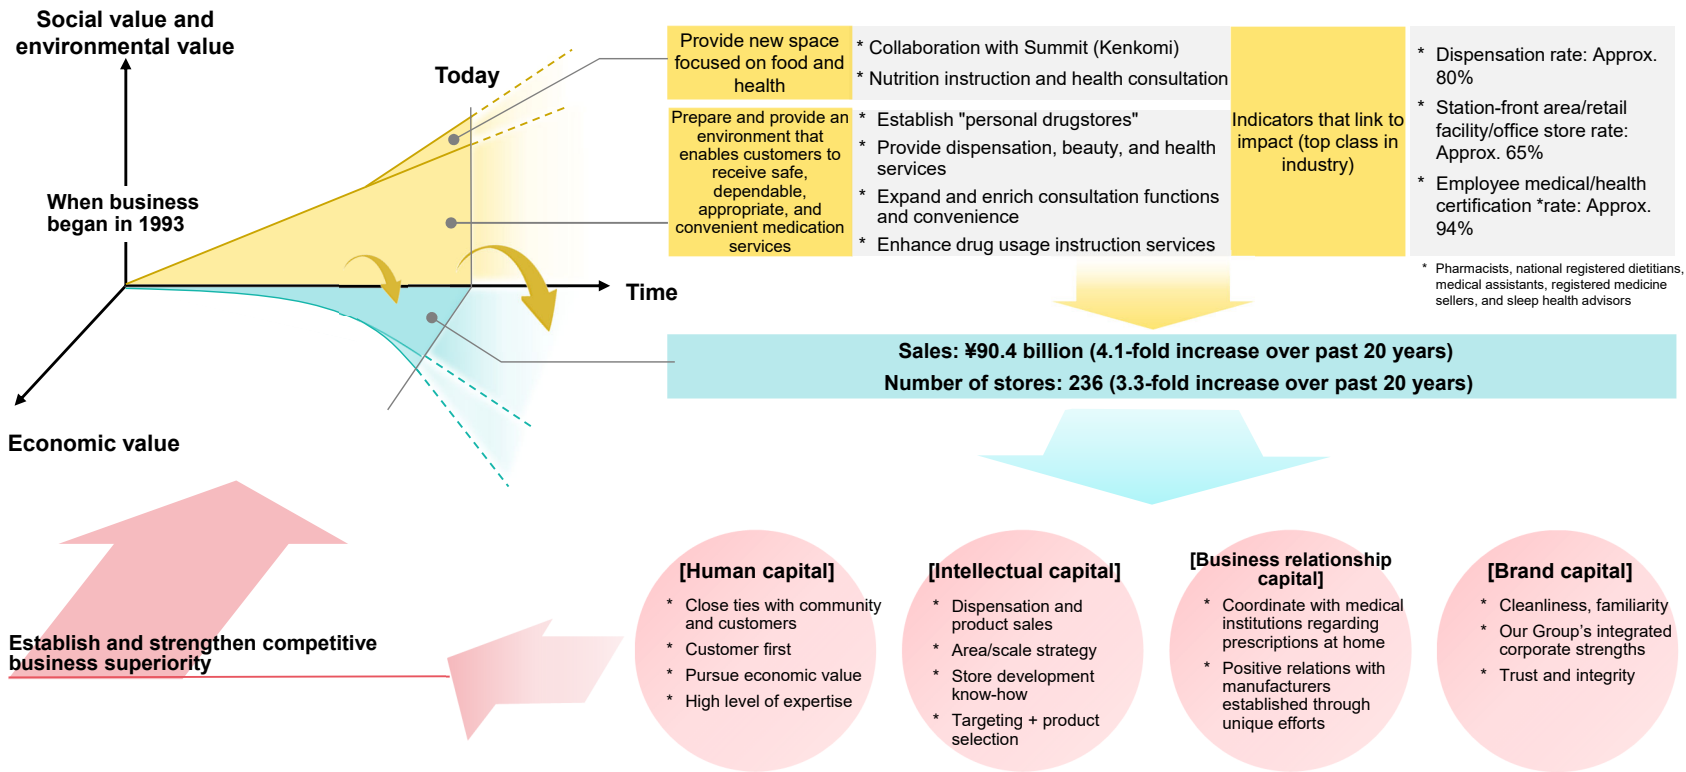 Social value and
environmental value
Today
When business
began in 1993
Time
Economic value
Provide new space
focused on food and
health
* Collaboration with Summit (Kenkomi)
* Nutrition instruction and health consultation
Prepare and provide an
environment that
enables customers to
receive safe,
dependable,
appropriate, and
convenient medication
services
* Establish "personal drugstores"
* Provide dispensation, beauty, and health
services
* Expand and enrich consultation functions
and convenience
* Enhance drug usage instruction services
Indicators that link to
impact (top class in
industry)
* Dispensation rate: Approx.
80%
* Station-front area/retail
facility/office store rate:
Approx. 65%
* Employee medical/health
certification *rate: Approx.
94%
* Pharmacists, national registered dietitians,
medical assistants, registered medicine
sellers, and sleep health advisors
Sales: ¥90.4 billion (4.1-fold increase over past 20 years)
Number of stores: 236 (3.3-fold increase over past 20 years)
Establish and strengthen competitive
business superiority
[Human capital]
* Close ties with community
and customers
* Customer first
* Pursue economic value
* High level of expertise
[Intellectual capital]
* Dispensation and
product sales
* Area/scale strategy
* Store development
know-how
* Targeting + product
selection
[Business relationship
capital]
* Coordinate with medical
institutions regarding
prescriptions at home
* Positive relations with
manufacturers
established through
unique efforts
[Brand capital]
* Cleanliness, familiarity
* Our Group’s integrated
corporate strengths
* Trust and integrity